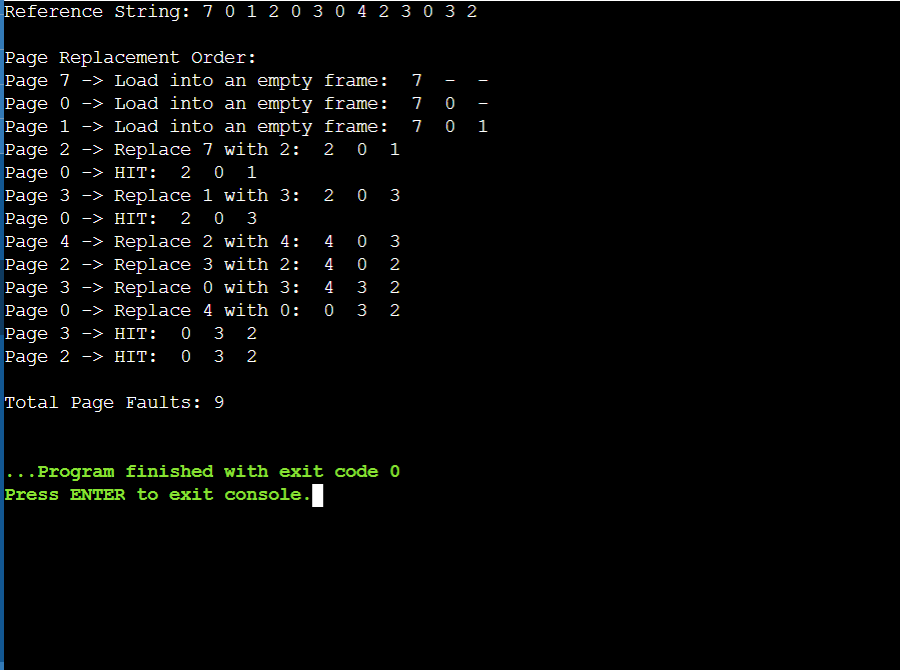 Reference String: 7 0 1 2 0 3 0 4 2 3 0 3 2
Page Replacement Order:
Page 7 -> Load into an empty frame:  7  -  -
Page 0 -> Load into an empty frame:  7  0  -
Page 1 -> Load into an empty frame:  7  0  1
Page 2 -> Replace 7 with 2:  2  0  1
Page 0 -> HIT:  2  0  1
Page 3 -> Replace 1 with 3:  2  0  3
Page 0 -> HIT:  2  0  3
Page 4 -> Replace 2 with 4:  4  0  3
Page 2 -> Replace 3 with 2:  4  0  2
Page 3 -> Replace 0 with 3:  4  3  2
Page 0 -> Replace 4 with 0:  0  3  2
Page 3 -> HIT:  0  3  2
Page 2 -> HIT:  0  3  2
Total Page Faults: 9
...Program finished with exit code 0
Press ENTER to exit console.